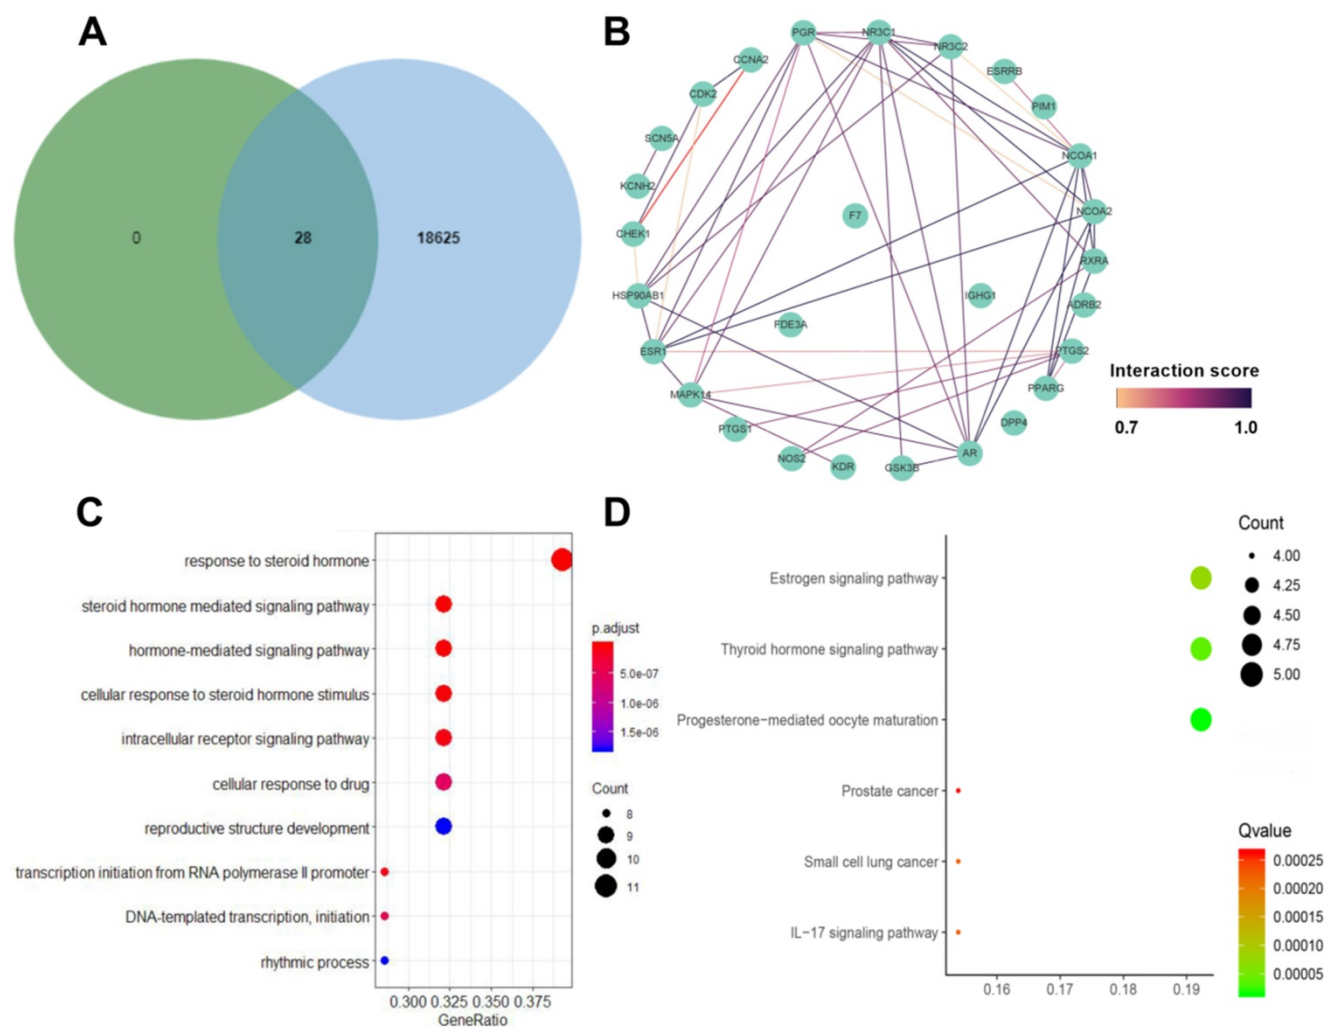 A
0
28
18625
B
PGR
NR3C1
NR3C2
CCNA2
ESRRB
CDK2
PIM1
SCN5A
NCOA1
KCNH2
NCOA2
F7
CHEK1
RXRA
HSP90AB1
IGHG1
ADRB2
FDE3A
ESR1
PTGS2
MAPK14
PPARG
PTGS1
DPP4
NOS2
KDR
GSK3B
AR
Interaction score
0.7 1.0
C
response to steroid hormone
steroid hormone mediated signaling pathway
hormone-mediated signaling pathway
cellular response to steroid hormone stimulus
intracellular receptor signaling pathway
cellular response to drug
reproductive structure development
transcription initiation from RNA polymerase II promoter
DNA-templated transcription, initiation
rhythmic process
0.300 0.325 0.350 0.375
GeneRatio
p.adjust
5.0e-07
1.0e-06
1.5e-06
Count
8
9
10
11
D
Estrogen signaling pathway
Thyroid hormone signaling pathway
Progesterone−mediated oocyte maturation
Prostate cancer
Small cell lung cancer
IL−17 signaling pathway
0.16 0.17 0.18 0.19
Count
4.00
4.25
4.50
4.75
5.00
Qvalue
0.00025
0.00020
0.00015
0.00010
0.00005